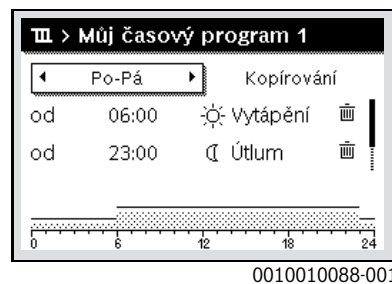 > Můj časový program 1
Po-Pá Kopírování
od 06:00 Vytápění
od 23:00 Útlum
0 6 12 18 24
0010010088-001